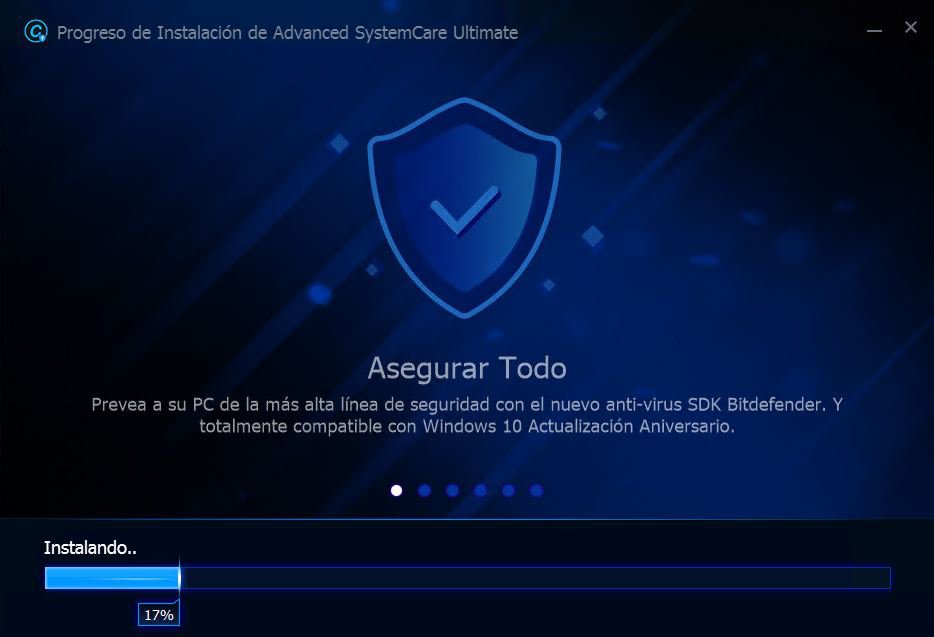 Progreso de Instalación de Advanced SystemCare Ultimate
Asegurar Todo
Prevea a su PC de la más alta línea de seguridad con el nuevo anti-virus SDK Bitdefender. Y
totalmente compatible con Windows 10 Actualización Aniversario.
Instalando..
17%